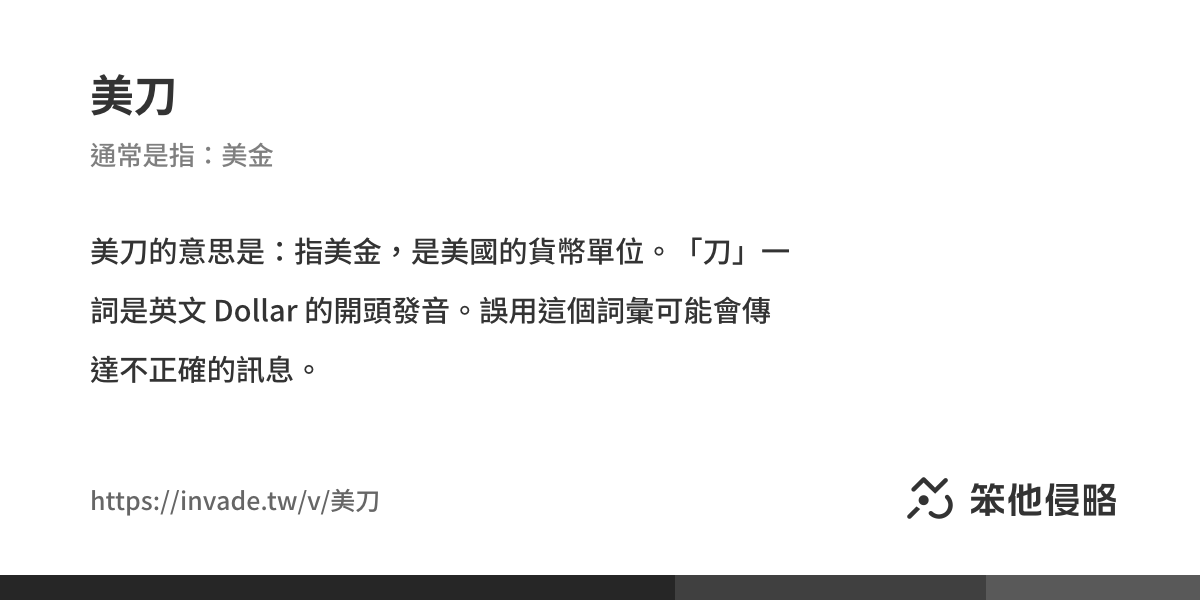 美刀
通常是指：美金
美刀的意思是：指美金，是美國的貨幣單位。「刀」一
詞是英文 Dollar 的開頭發音。誤用這個詞彙可能會傳
達不正確的訊息。
https://invade.tw/v/美刀
笨他侵略